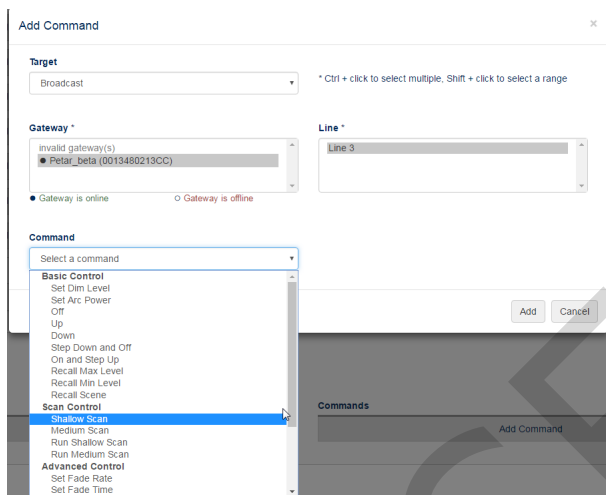 Add Command
×
Target
Broadcast
* Ctrl + click to select multiple, Shift + click to select a range
Gateway *
Line *
invalid gateway(s)
● Petar_beta (0013480213CC)
Line 3
● Gateway is online
○ Gateway is offline
Command
Select a command
Basic Control
Set Dim Level
Set Arc Power
Off
Up
Down
Step Down and Off
On and Step Up
Recall Max Level
Recall Min Level
Recall Scene
Scan Control
Shallow Scan
Medium Scan
Run Shallow Scan
Run Medium Scan
Advanced Control
Set Fade Rate
Set Fade Time
Add
Cancel
Commands
Add Command